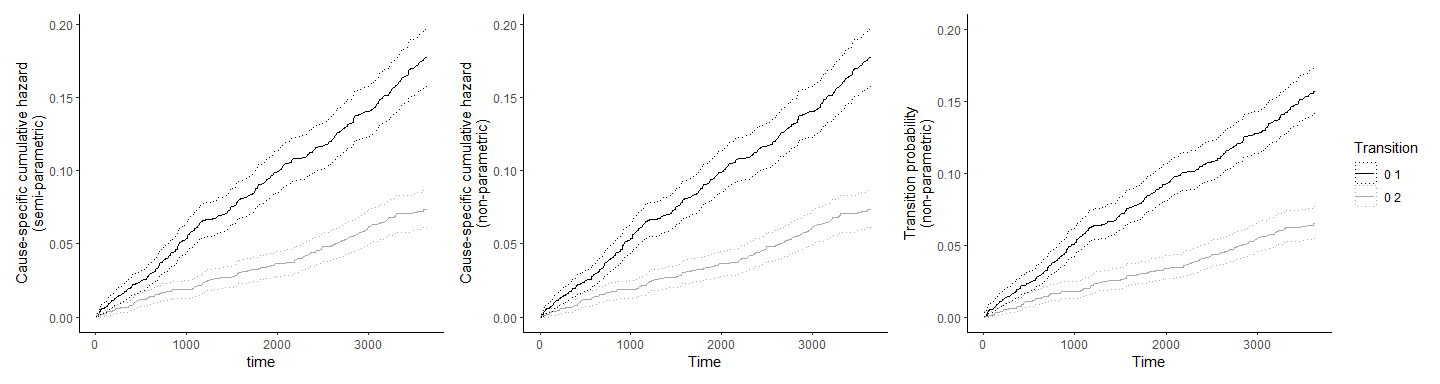 Cause-specific cumulative hazard
(semi-parametric)
0.20
0.15
0.10
0.05
0.00
0
1000
2000
3000
time
Cause-specific cumulative hazard
(non-parametric)
0.20
0.15
0.10
0.05
0.00
0
1000
2000
3000
Time
Transition probability
(non-parametric)
0.20
0.15
0.10
0.05
0.00
0
1000
2000
3000
Time
Transition
0 1
0 2